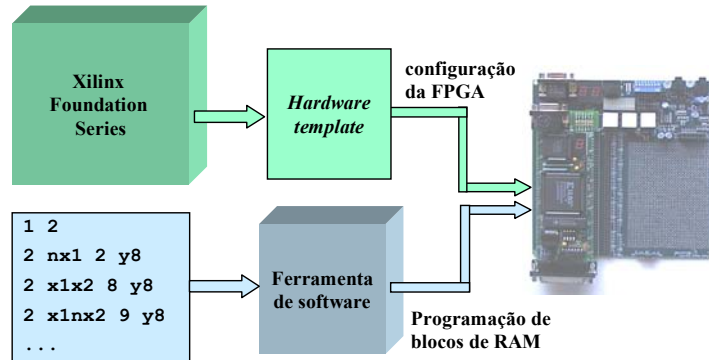 Xilinx
Foundation
Series
Hardware
template
configuração
da FPGA
1 2
2 nx1 2 y8
2 x1x2 8 y8
2 x1nx2 9 y8
...
Ferramenta
de software
Programação de
blocos de RAM